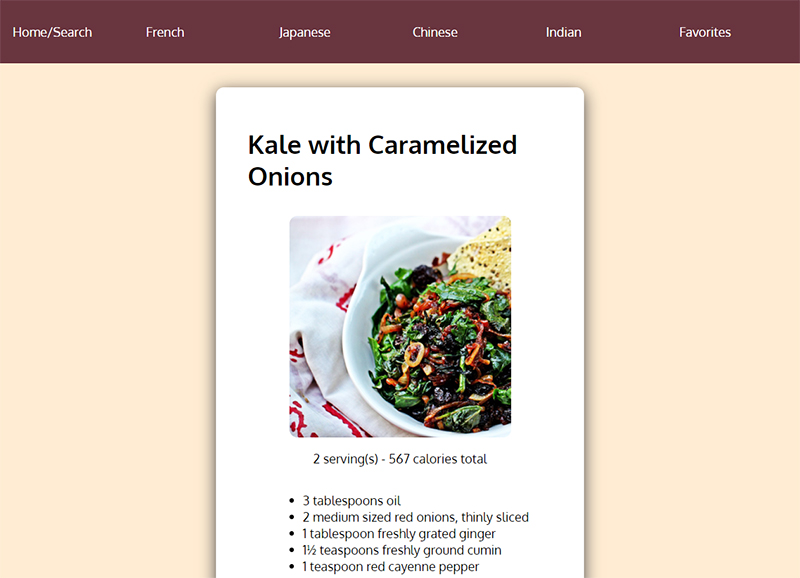 Home/Search French Japanese Chinese Indian Favorites
Kale with Caramelized
Onions
2 serving(s) - 567 calories total
• 3 tablespoons oil
• 2 medium sized red onions, thinly sliced
• 1 tablespoon freshly grated ginger
• 1½ teaspoons freshly ground cumin
• 1 teaspoon red cayenne pepper